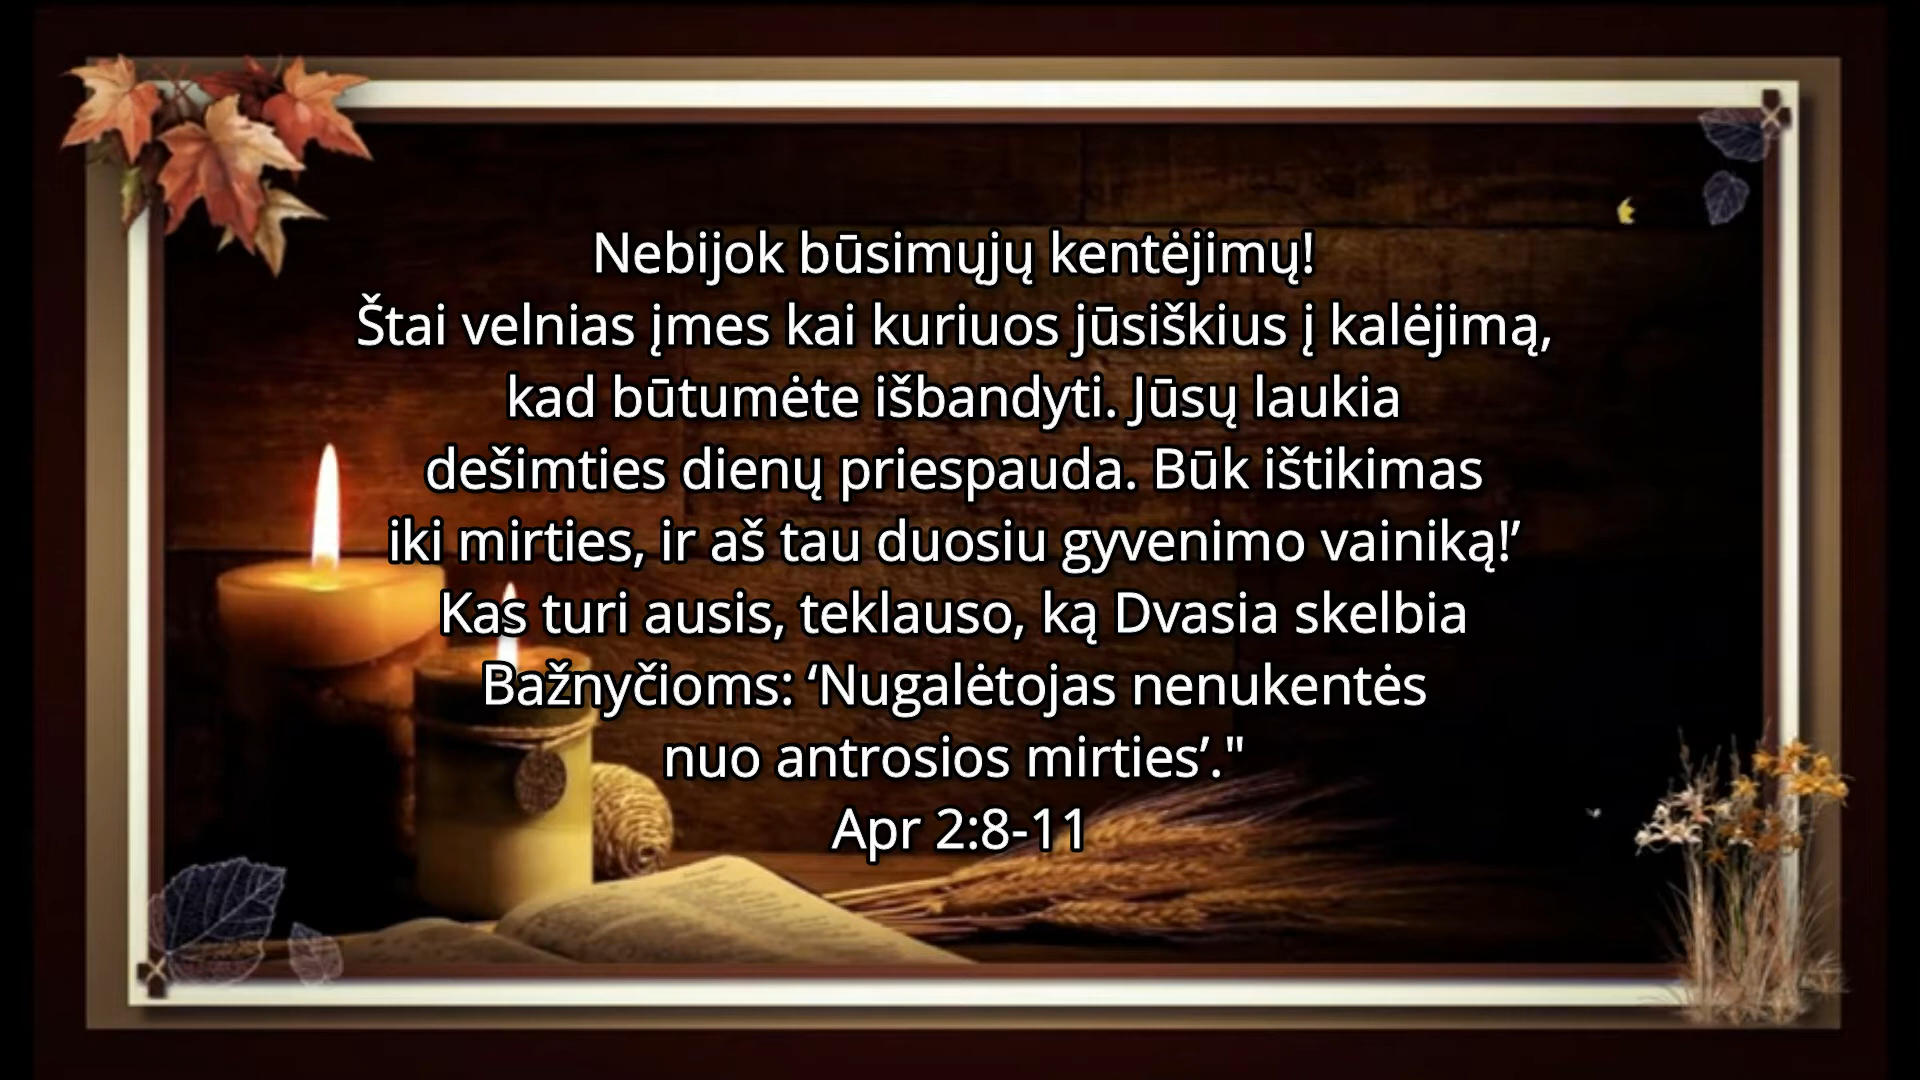 Nebijok būsimųjų kentėjimų!
Štai velnias įmes kai kuriuos jūsiškius į kalėjimą,
kad būtumėte išbandyti. Jūsų laukia
dešimties dienų priespauda. Būk ištikimas
iki mirties, ir aš tau duosiu gyvenimo vainiką!’
Kas turi ausis, teklauso, ką Dvasia skelbia
Bažnyčioms: ‘Nugalėtojas nenukentės
nuo antrosios mirties’."
Apr 2:8-11